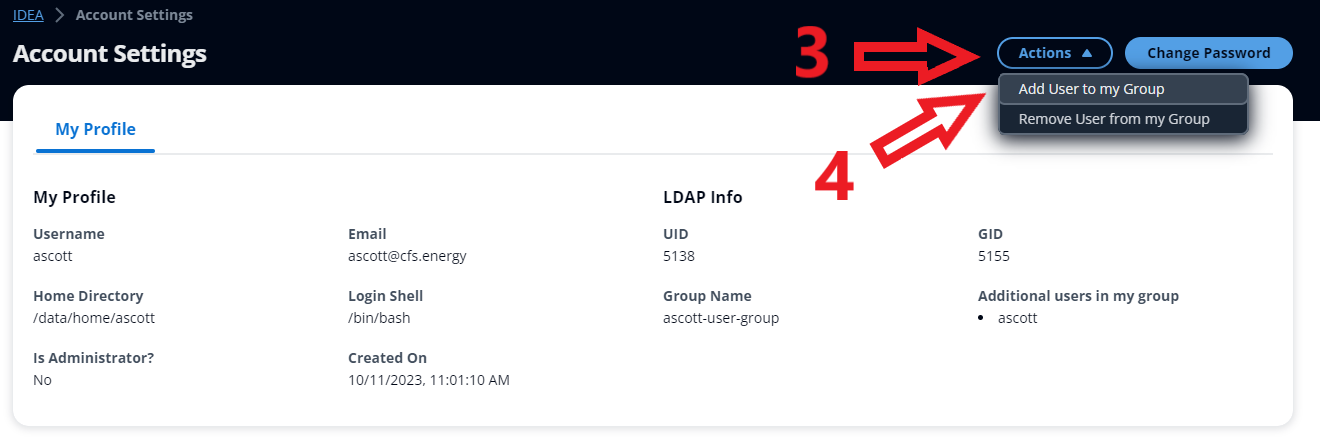 IDEA > Account Settings
Account Settings
3
Actions
Change Password
Add User to my Group
Remove User from my Group
4
My Profile
My Profile
LDAP Info
Username
Email
UID
GID
ascott
ascott@cfs.energy
5138
5155
Home Directory
Login Shell
Group Name
Additional users in my group
/data/home/ascott
/bin/bash
ascott-user-group
• ascott
Is Administrator?
Created On
No
10/11/2023, 11:01:10 AM